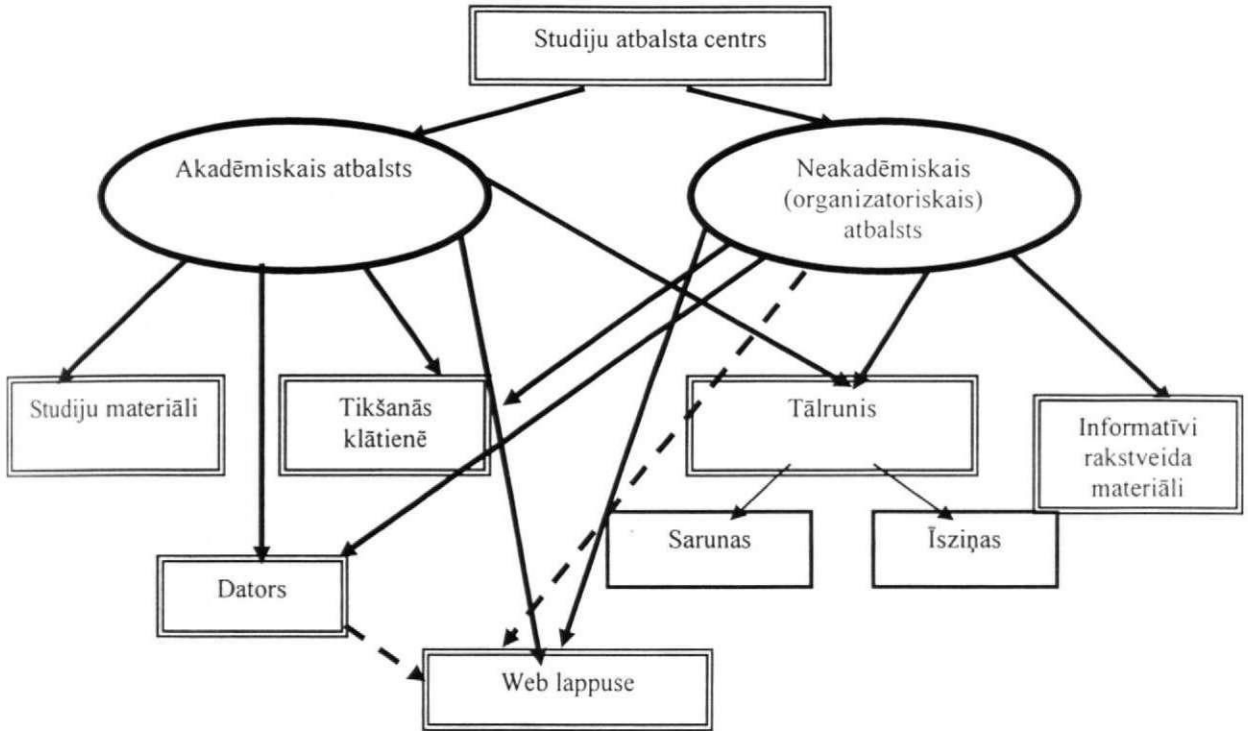 Studiju atbalsta centrs
Akadēmiskais atbalsts
Neakadēmiskais
(organizatoriskais)
atbalsts
Studiju materiāli
Tikšanās
klātienē
Tālrunis
Informatīvi
rakstveida
materiāli
Sarunas
Īsziņas
Dators
Web lappuse